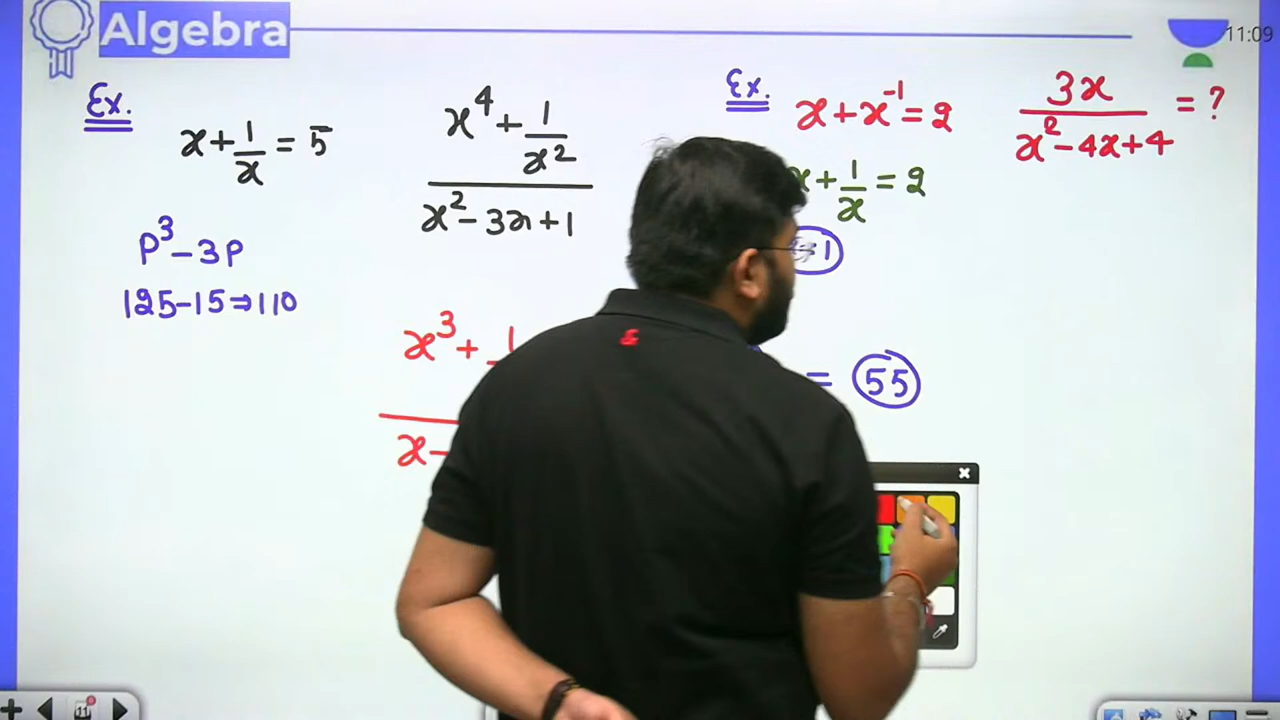 Algebra
11:09
Ex.
x + 1/x = 5
p³ - 3p
125 - 15 ⇒ 110
x⁴ + 1/x²
x² - 3x + 1
x³ + 1
x -
Ex.
x + x⁻¹ = 2
3x / x² - 4x + 4 = ?
x + 1/x = 2
= 55
11